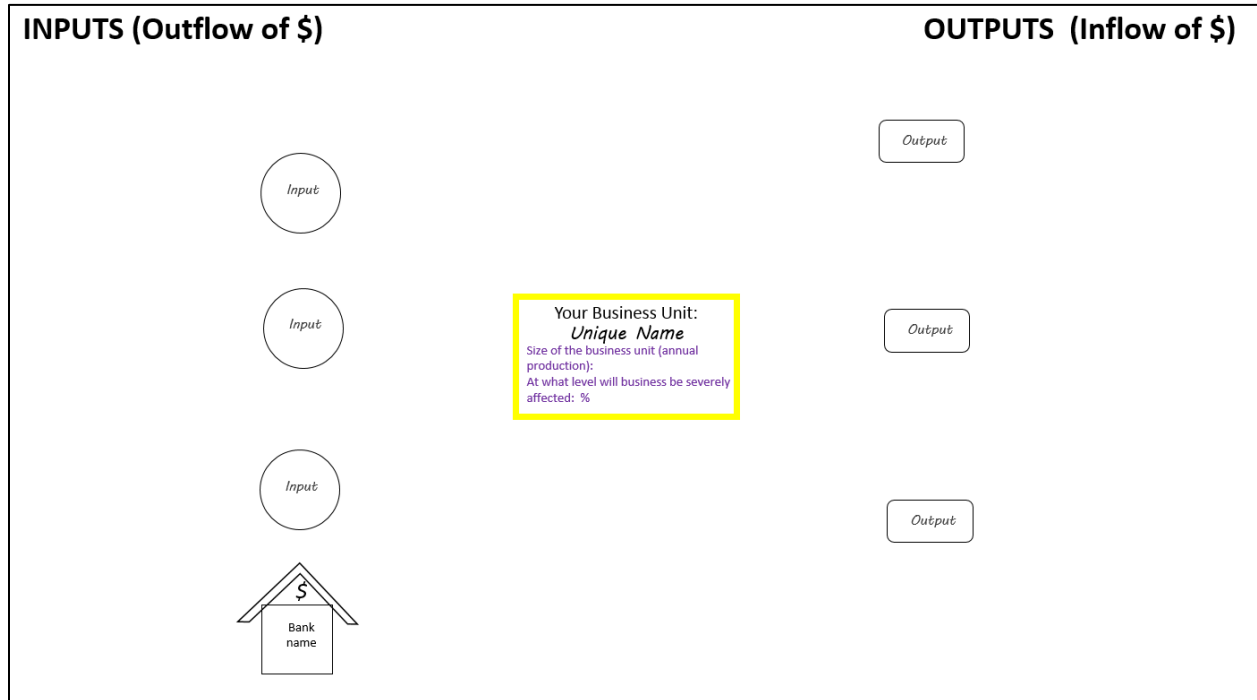 INPUTS (Outflow of $)
OUTPUTS (Inflow of $)
Input
Input
Input
$
Bank
name
Your Business Unit:
Unique Name
Size of the business unit (annual
production):
At what level will business be severely
affected: %
Output
Output
Output